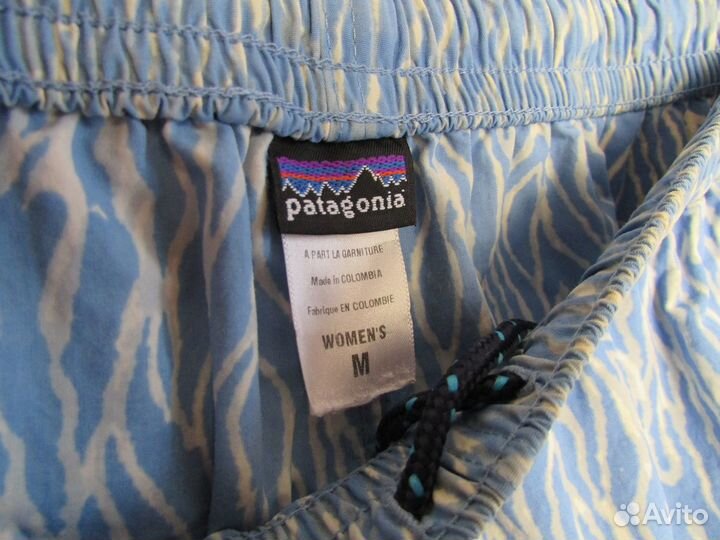 patagonia®
A PART LA GARNITURE
Made in COLOMBIA
Fabrique EN COLOMBIE
WOMEN'S
M
Avito